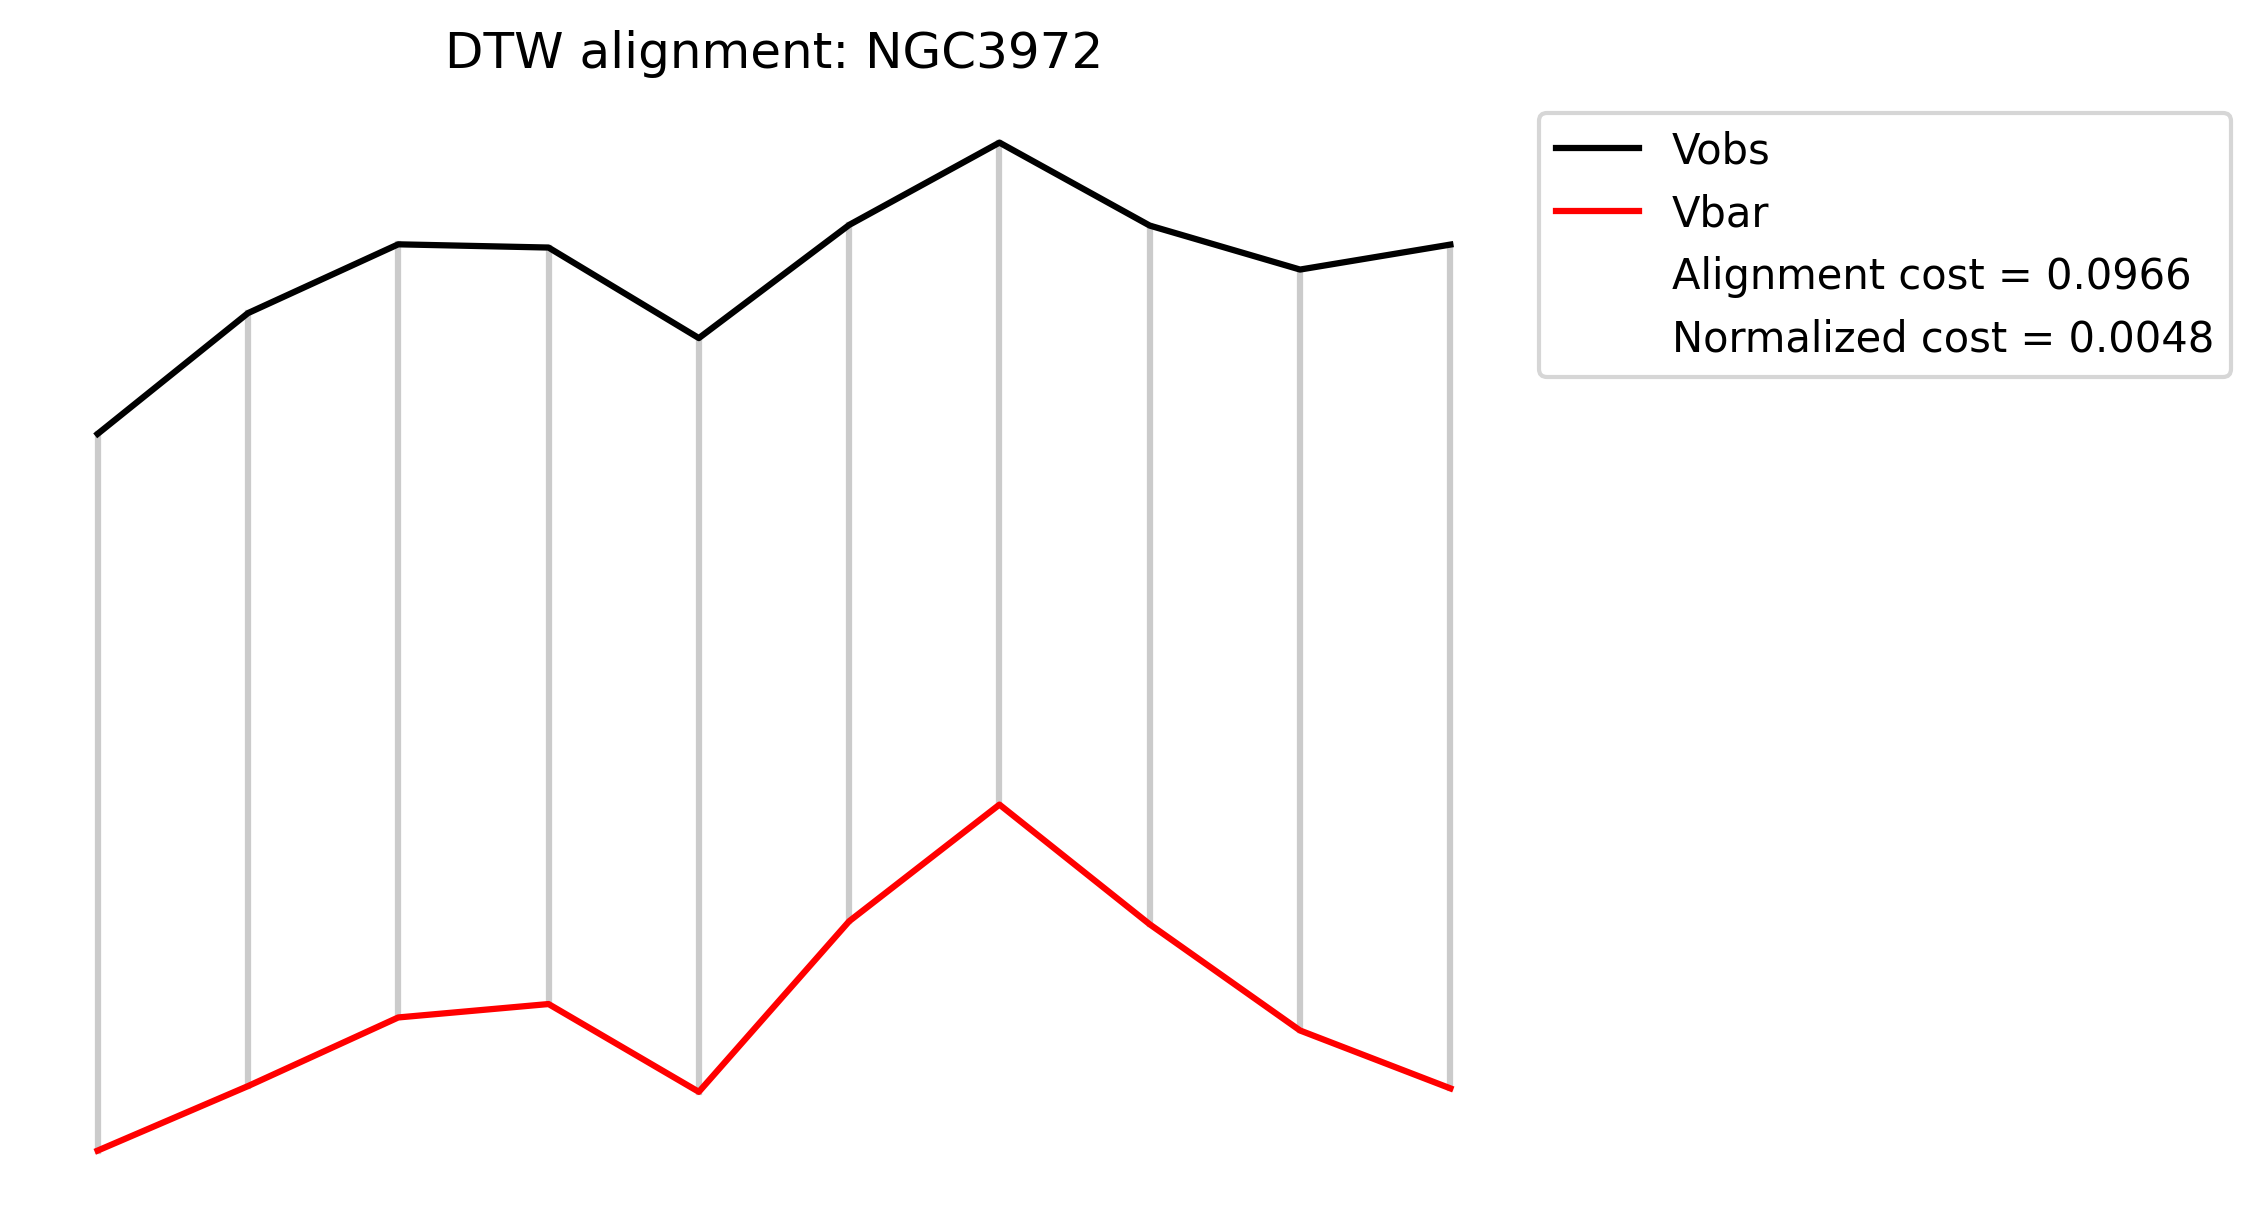 DTW alignment: NGC3972
Vobs
Vbar
Alignment cost = 0.0966
Normalized cost = 0.0048